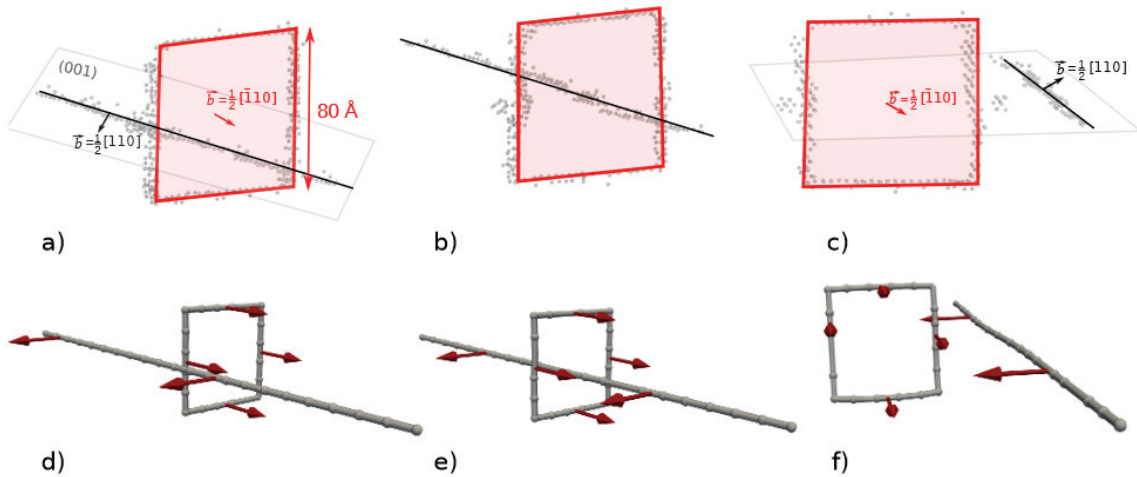 (001)
b⃗=½[1̄10]
80 Å
b⃗=½[110]
b⃗=½[1̄10]
b⃗=½[110]
a)
b)
c)
d)
e)
f)